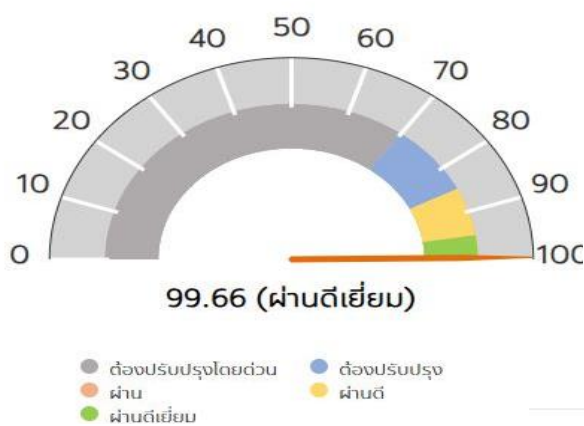 50
40
60
30
70
20
80
10
90
0
100
99.66 (ผ่านดีเยี่ยม)
ต้องปรับปรุงโดยด่วน
ต้องปรับปรุง
ผ่าน
ผ่านดี
ผ่านดีเยี่ยม